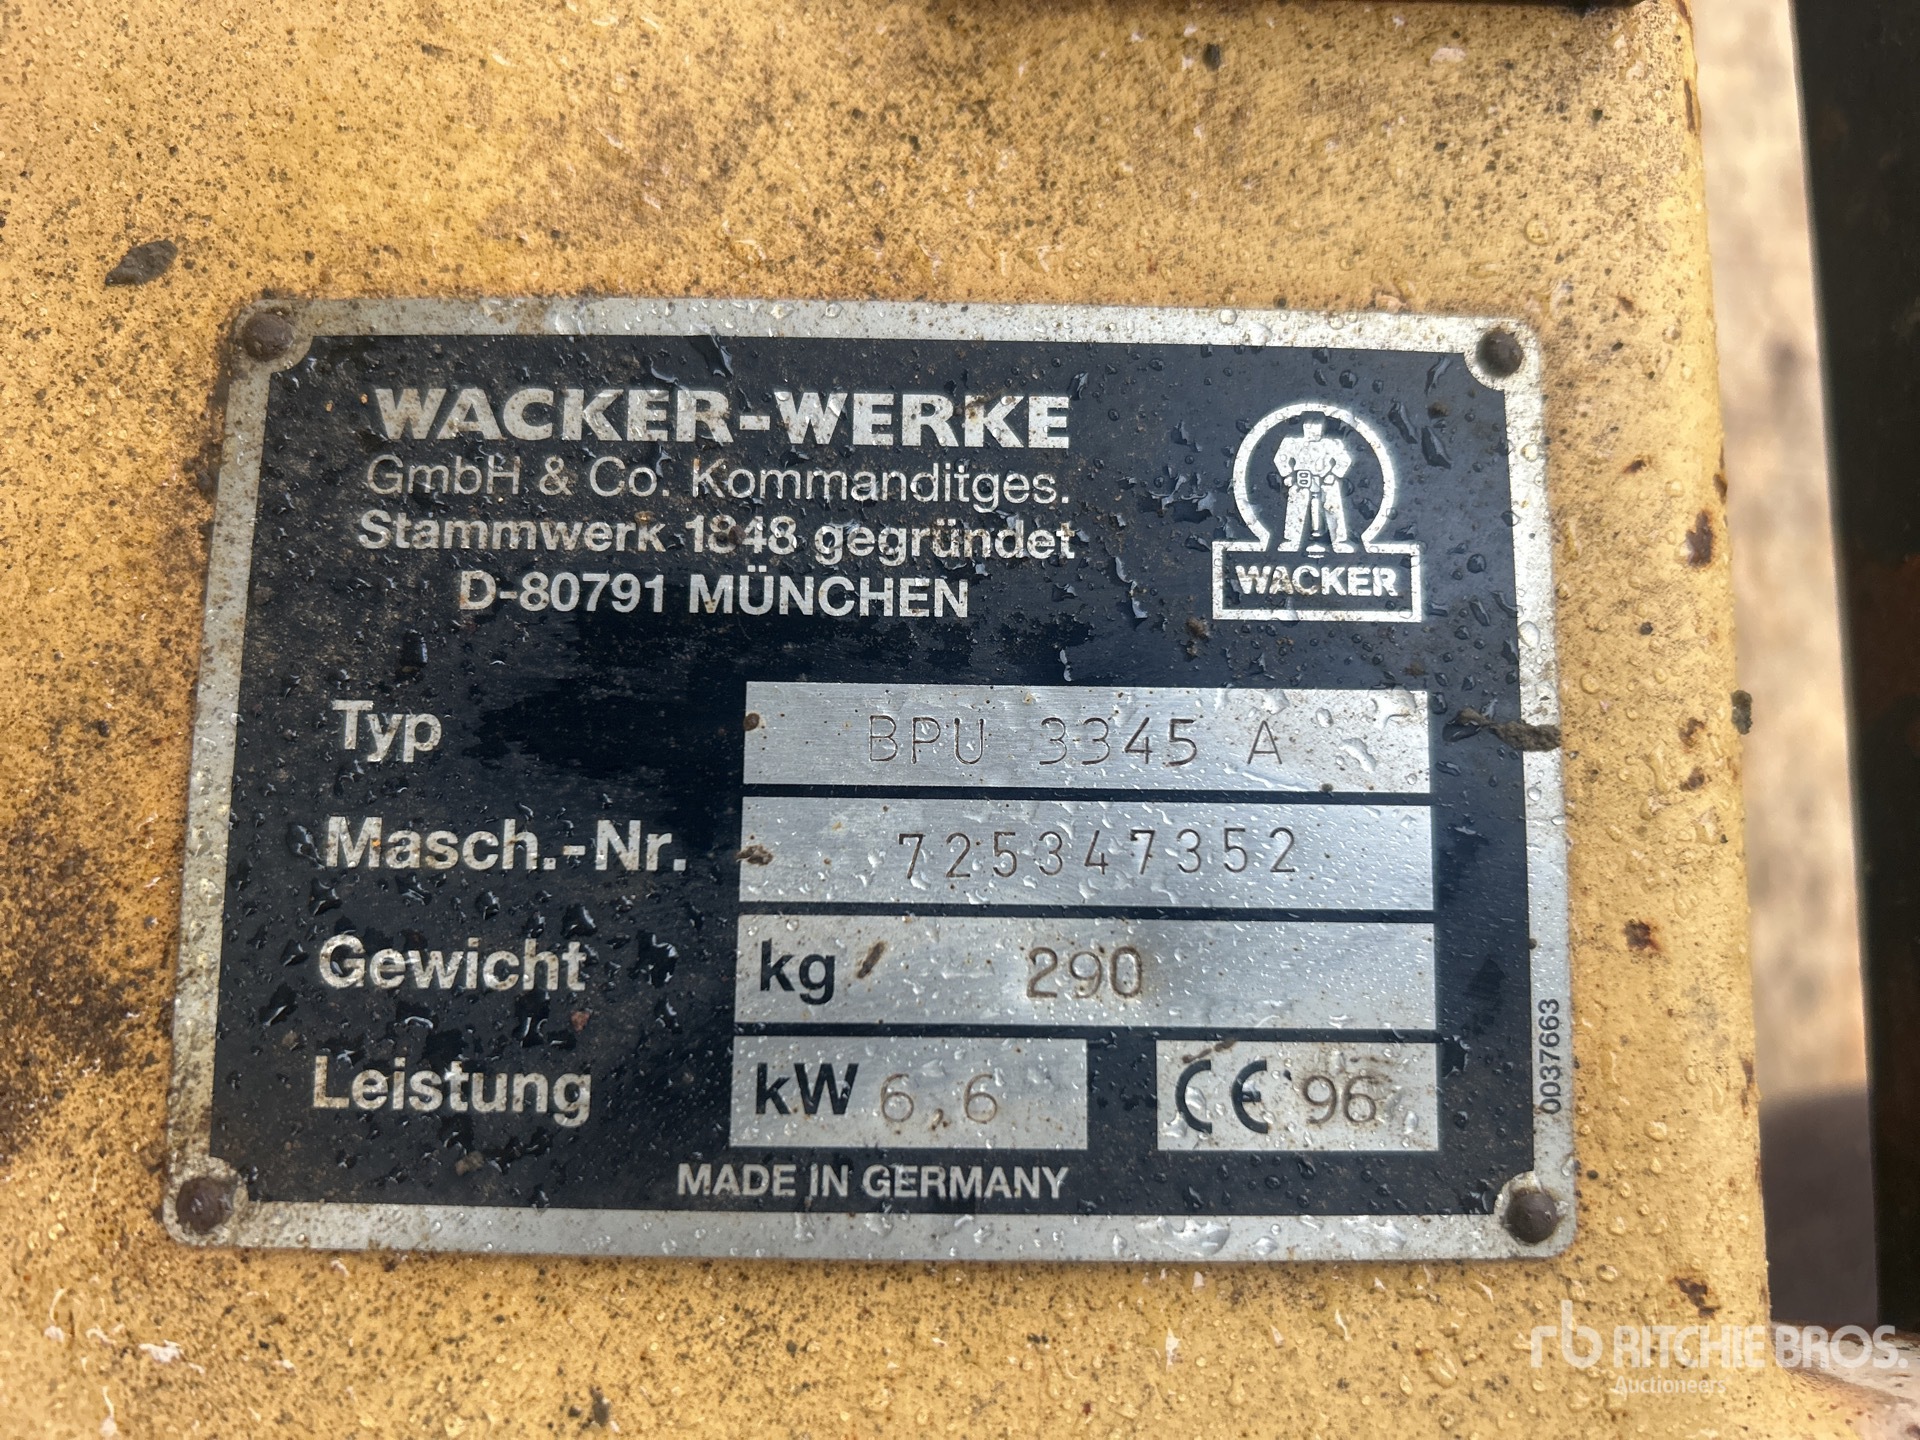 WACKER-WERKE
GmbH & Co. Kommanditges.
Stammwerk 1848 gegründet
D-80791 MÜNCHEN
WACKER
Typ BPU 3345 A
Masch.-Nr. 725347352
Gewicht kg 290
Leistung kW 6,6 CE 96
MADE IN GERMANY
0037663
rb RITCHIE BROS.
Auctioneers